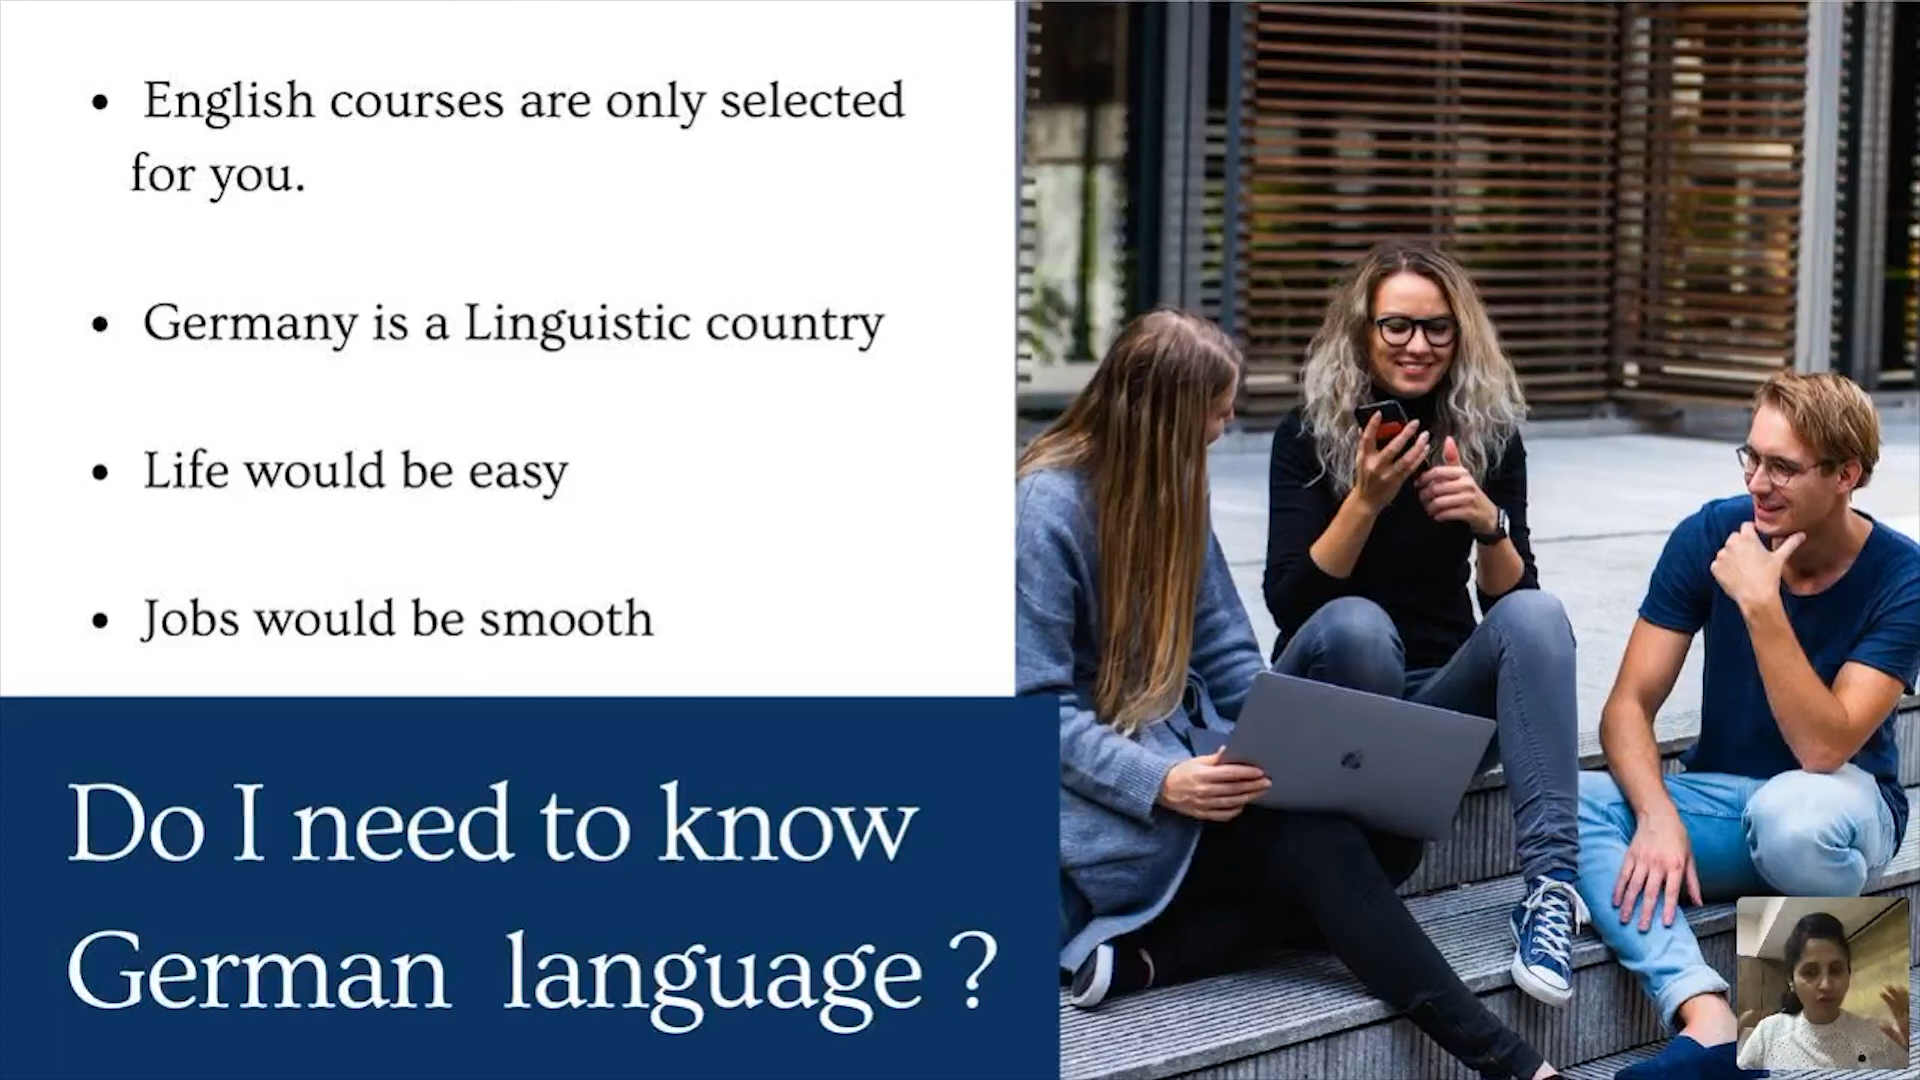 • English courses are only selected
for you.
• Germany is a Linguistic country
• Life would be easy
• Jobs would be smooth
Do I need to know
German language ?